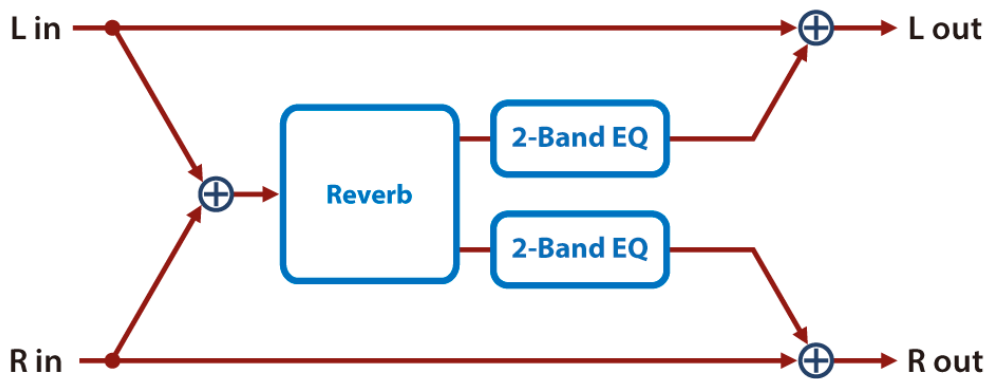 L in
L out
2-Band EQ
Reverb
2-Band EQ
R in
R out